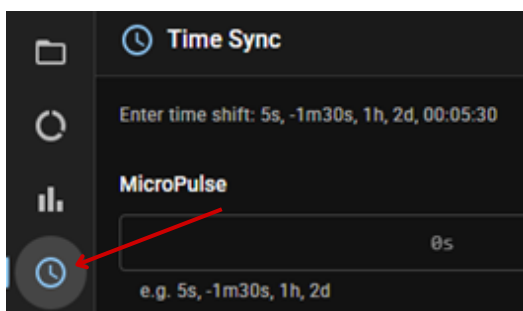 Time Sync
Enter time shift: 5s, -1m30s, 1h, 2d, 00:05:30
MicroPulse
0s
e.g. 5s, -1m30s, 1h, 2d